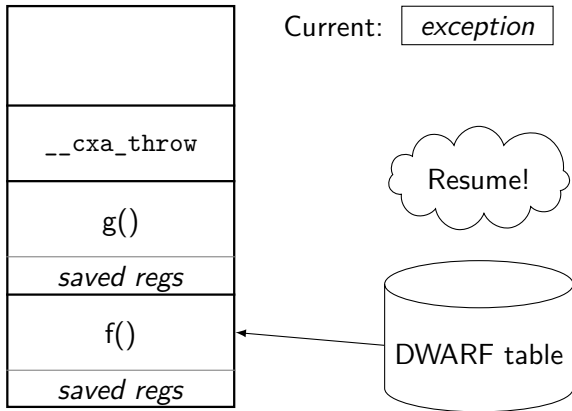 Current: exception
__cxa_throw
Resume!
g()
saved regs
f()
DWARF table
saved regs